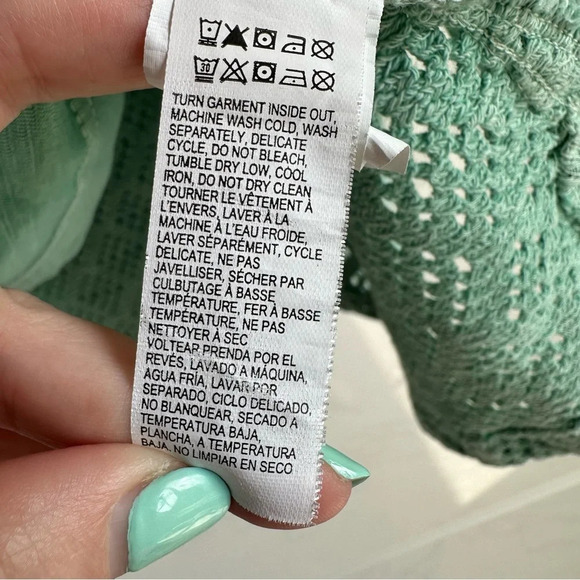 30
TURN GARMENT INSIDE OUT,
MACHINE WASH COLD, WASH
SEPARATELY, DELICATE
CYCLE, DO NOT BLEACH,
TUMBLE DRY LOW, COOL
IRON, DO NOT DRY CLEAN
TOURNER LE VÊTEMENT À
L'ENVERS, LAVER À LA
MACHINE À L'EAU FROIDE,
LAVER SÉPARÉMENT, CYCLE
DELICATE, NE PAS
JAVELLISER, SÉCHER PAR
CULBUTAGE À BASSE
TEMPÉRATURE, FER À BASSE
TEMPÉRATURE, NE PAS
NETTOYER À SEC
VOLTEAR PRENDA POR EL
REVÉS, LAVADO A MÁQUINA,
AGUA FRÍA, LAVAR POR
SEPARADO, CICLO DELICADO,
NO BLANQUEAR, SECADO A
TEMPERATURA BAJA,
PLANCHA, A TEMPERATURA
BAJA, NO LIMPIAR EN SECO